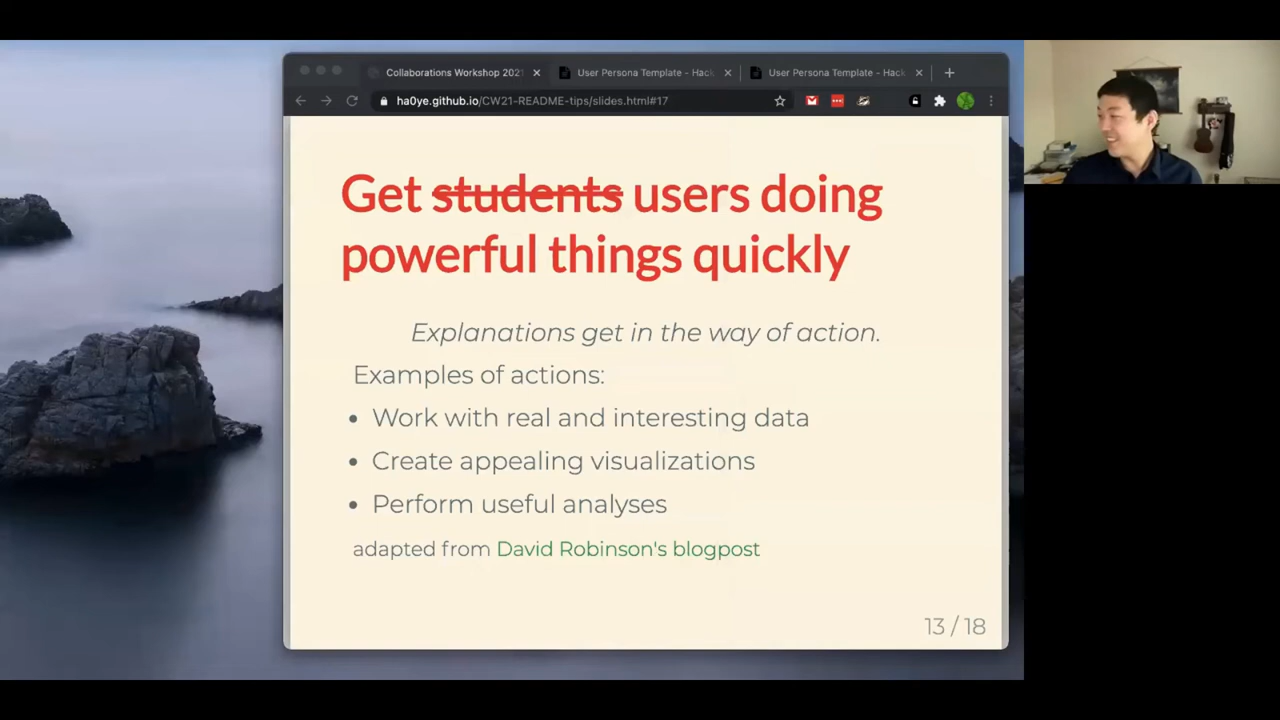 Collaborations Workshop 2021
User Persona Template - Hack
User Persona Template - Hack
ha0ye.github.io/CW21-README-tips/slides.html#17
Get students users doing
powerful things quickly
Explanations get in the way of action.
Examples of actions:
• Work with real and interesting data
• Create appealing visualizations
• Perform useful analyses
adapted from David Robinson's blogpost
13 / 18